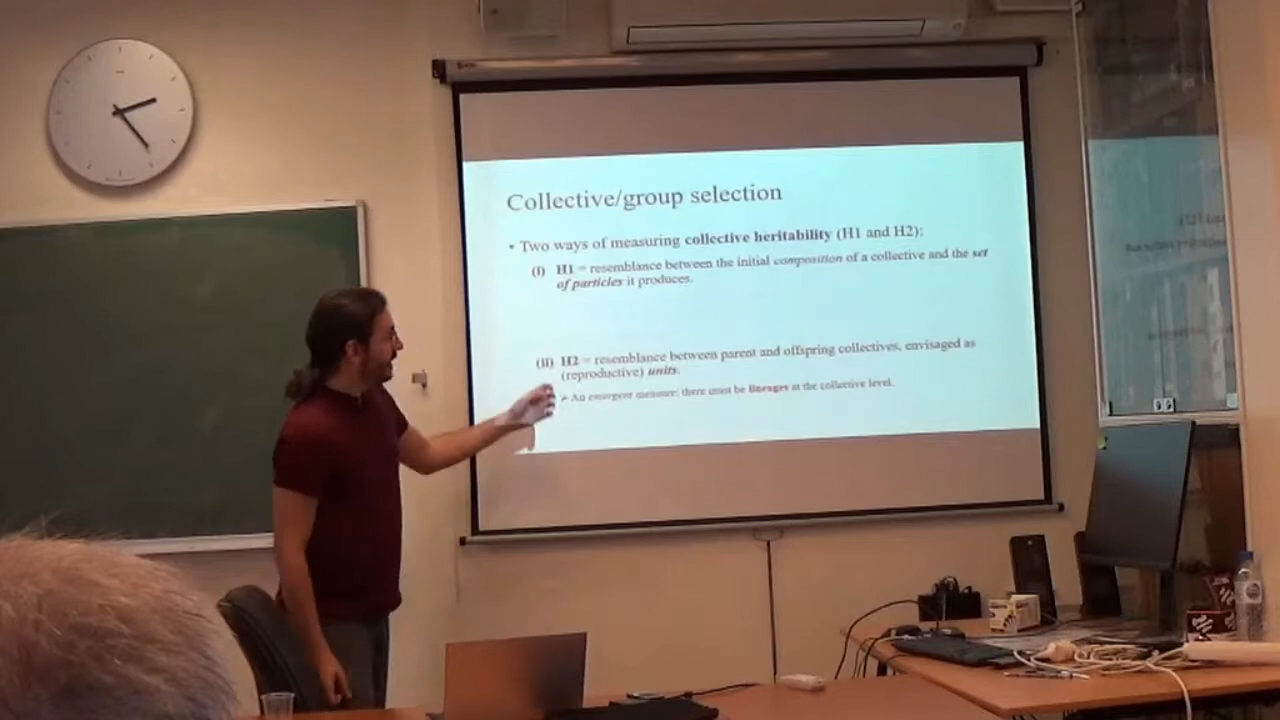 Collective/group selection
• Two ways of measuring collective heritability (H1 and H2):
(I) H1 = resemblance between the initial composition of a collective and the set
of particles it produces.
(II) H2 = resemblance between parent and offspring collectives, envisaged as
(reproductive) units.
➢ An emergent measure: there must be lineages at the collective level.